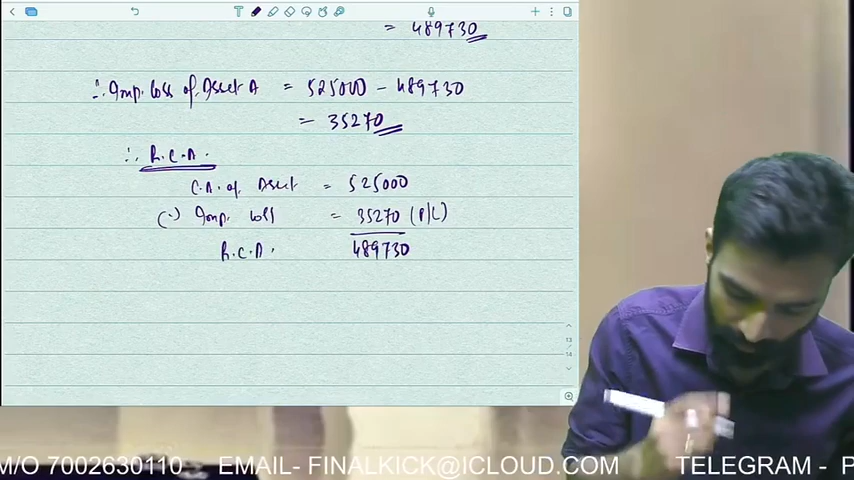 = 489730
∴ Imp. loss of Asset A = 525000 - 489730
= 35270
∴ R.C.A.
C.A. of Asset = 525000
(-) Imp. loss = 35270 (P/L)
R.C.A. 489730
M/O 7002630110 EMAIL- FINALKICK@ICLOUD.COM TELEGRAM - P